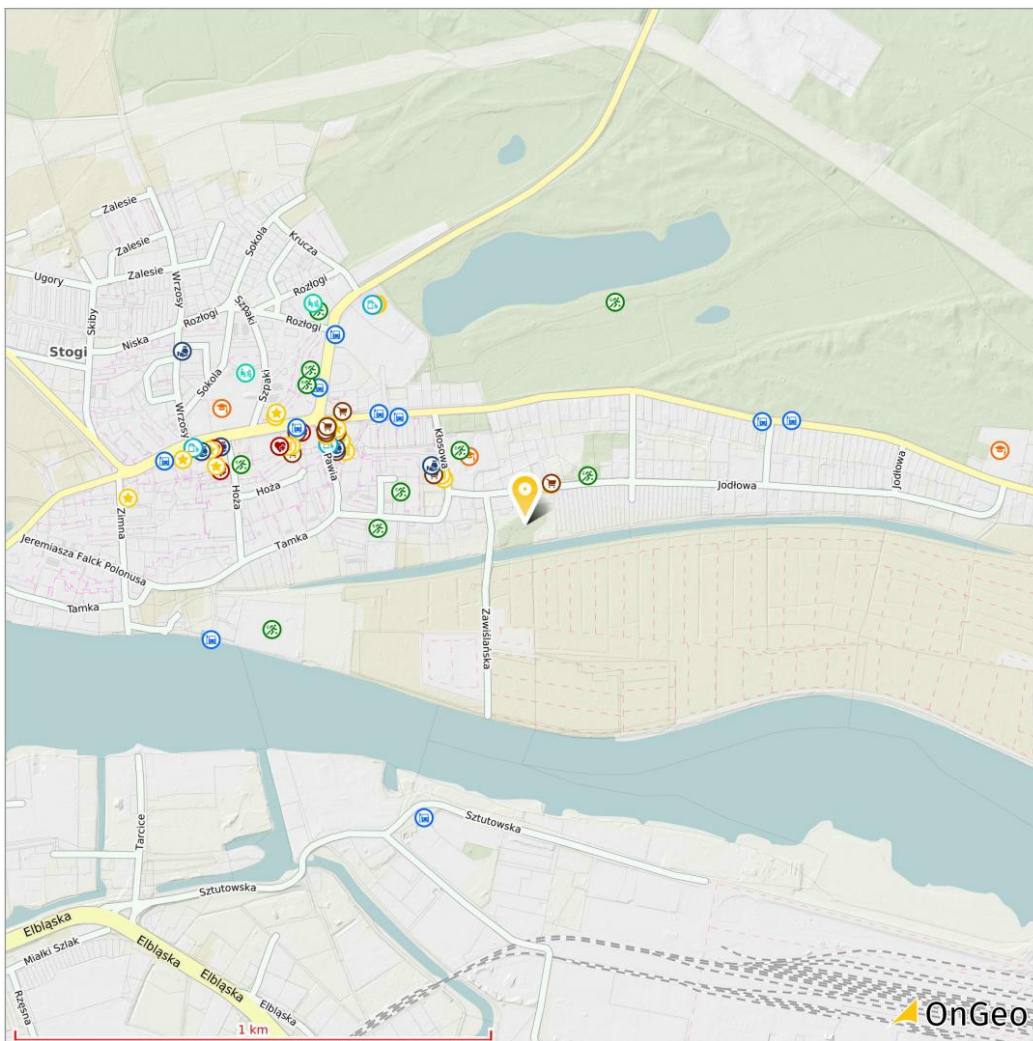 Zalesie
Zalesie
Zalesie
Ugory
Wrzosy
Sokola
Krucza
Rozłogi
Szpaki
Rozłogi
Rozłogi
Skiby
Niska
Stogi
Sokola
Szpaki
Wrzosy
Kłosowa
Pawia
Hoża
Hoża
Zimna
Jodłowa
Jodłowa
Jeremiasza Falck Polonusa
Tamka
Tamka
Zawiślańska
Tarcice
Sztutowska
Sztutowska
Elbląska
Elbląska
Elbląska
Elbląska
Miałki Szlak
Rzęsna
1 km
OnGeo